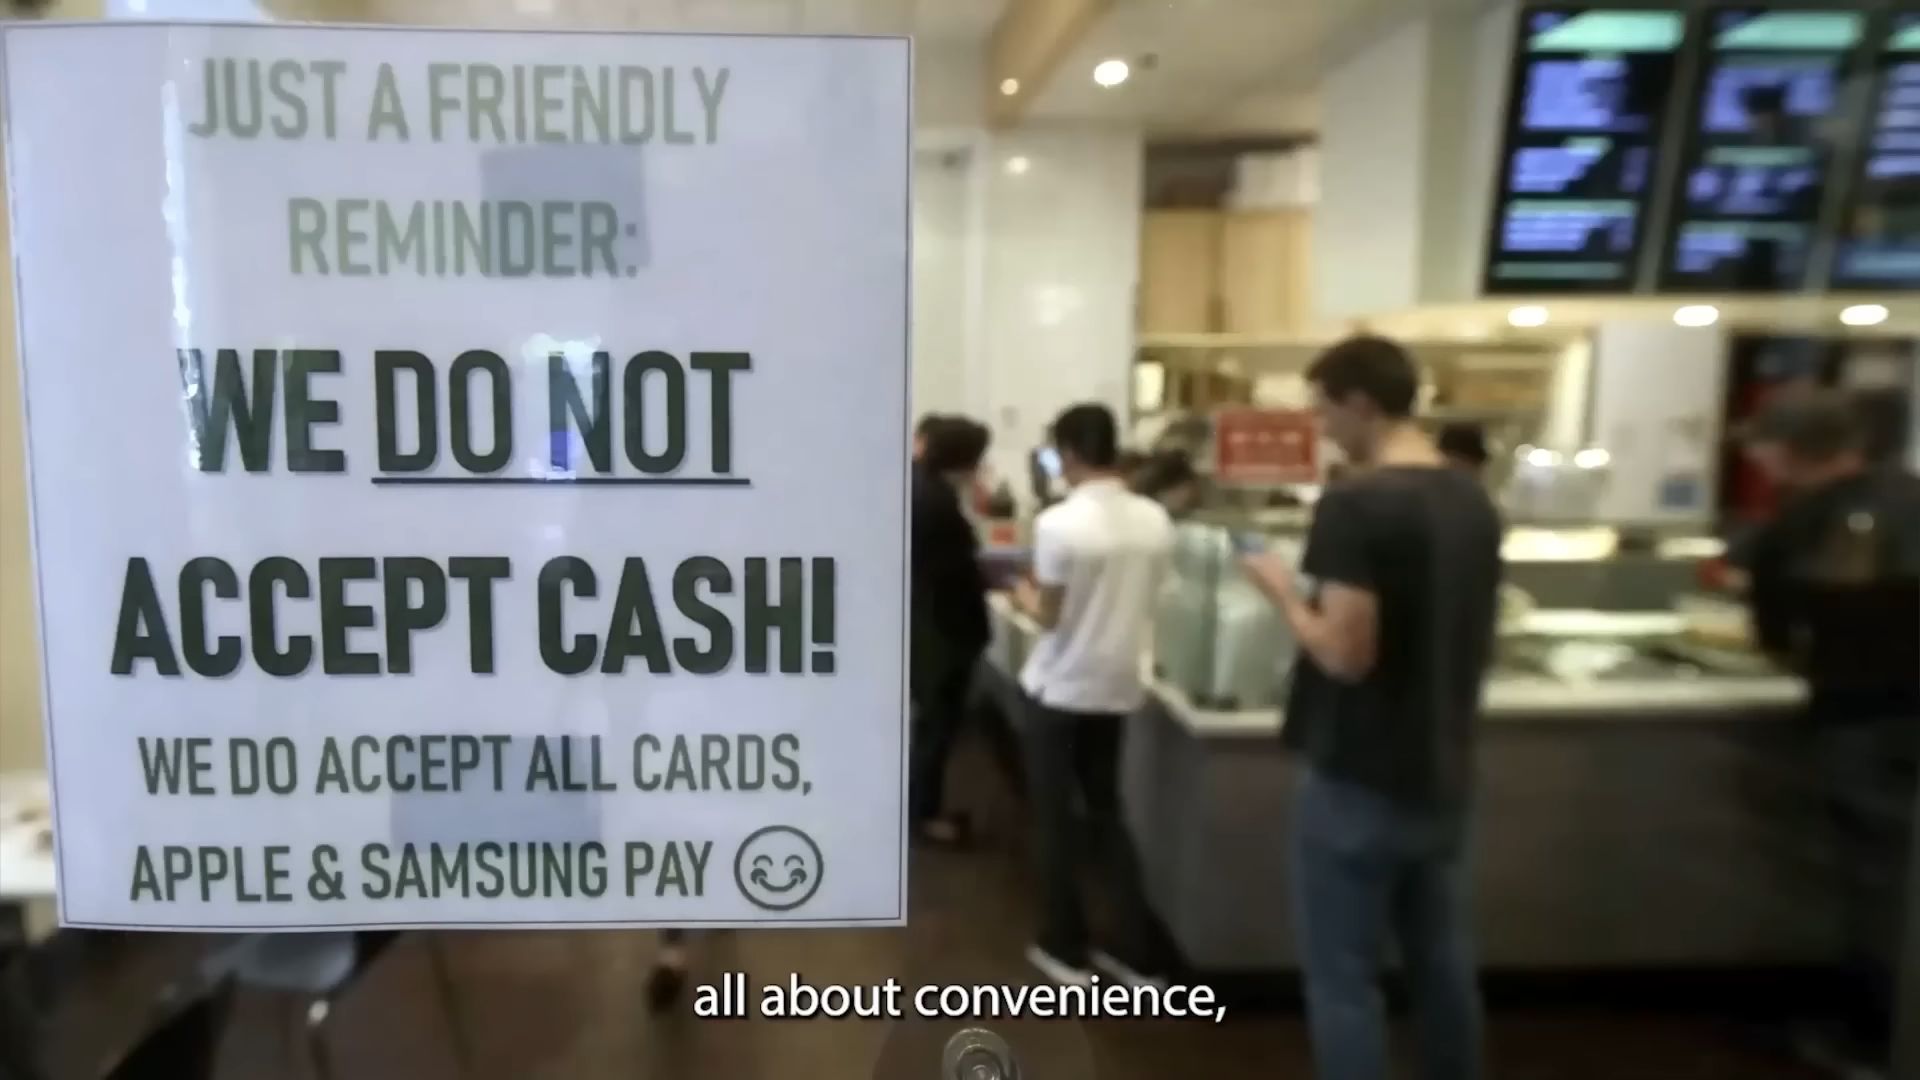 JUST A FRIENDLY
REMINDER:
WE DO NOT
ACCEPT CASH!
WE DO ACCEPT ALL CARDS,
APPLE & SAMSUNG PAY
all about convenience,